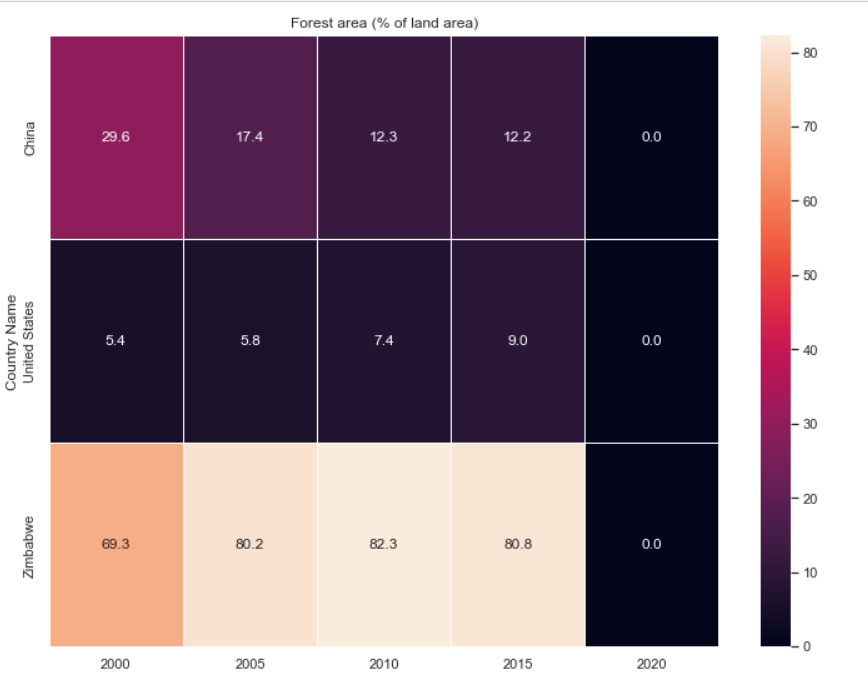 Forest area (% of land area)
Country Name
China
29.6 17.4 12.3 12.2 0.0
United States
5.4 5.8 7.4 9.0 0.0
Zimbabwe
69.3 80.2 82.3 80.8 0.0
2000 2005 2010 2015 2020
80
70
60
50
40
30
20
10
0